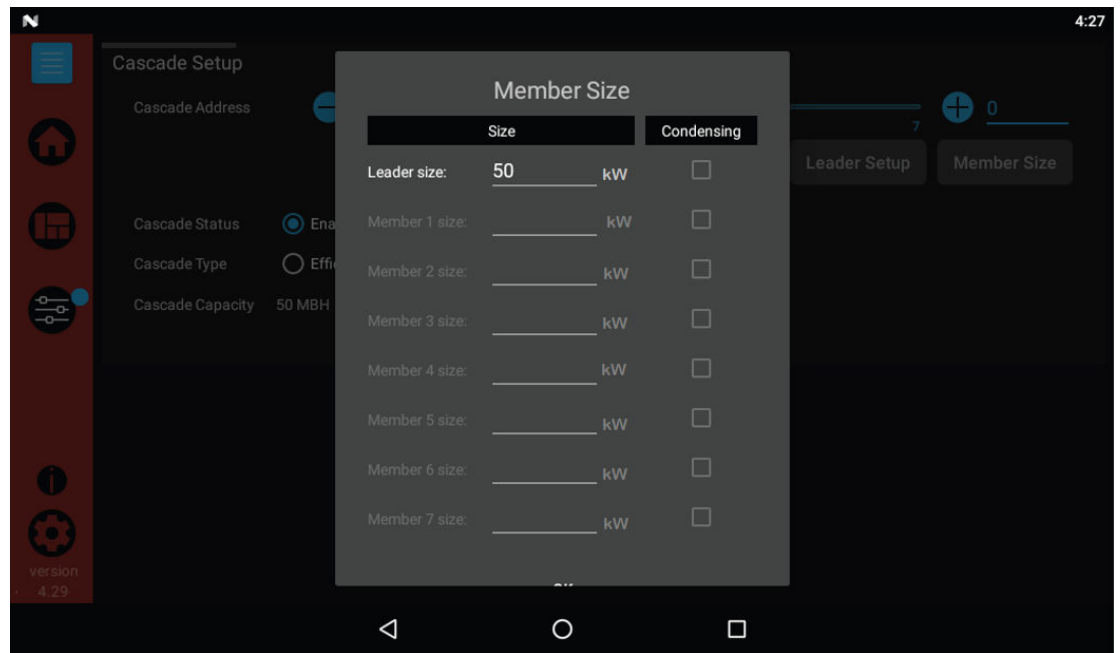 4:27
Cascade Setup
Cascade Address
7
0
Leader Setup
Member Size
Cascade Status
Ena
Cascade Type
Effi
Cascade Capacity 50 MBH
Member Size
Size Condensing
Leader size: 50 kW
Member 1 size: kW
Member 2 size: kW
Member 3 size: kW
Member 4 size: kW
Member 5 size: kW
Member 6 size: kW
Member 7 size: kW
version
4.29